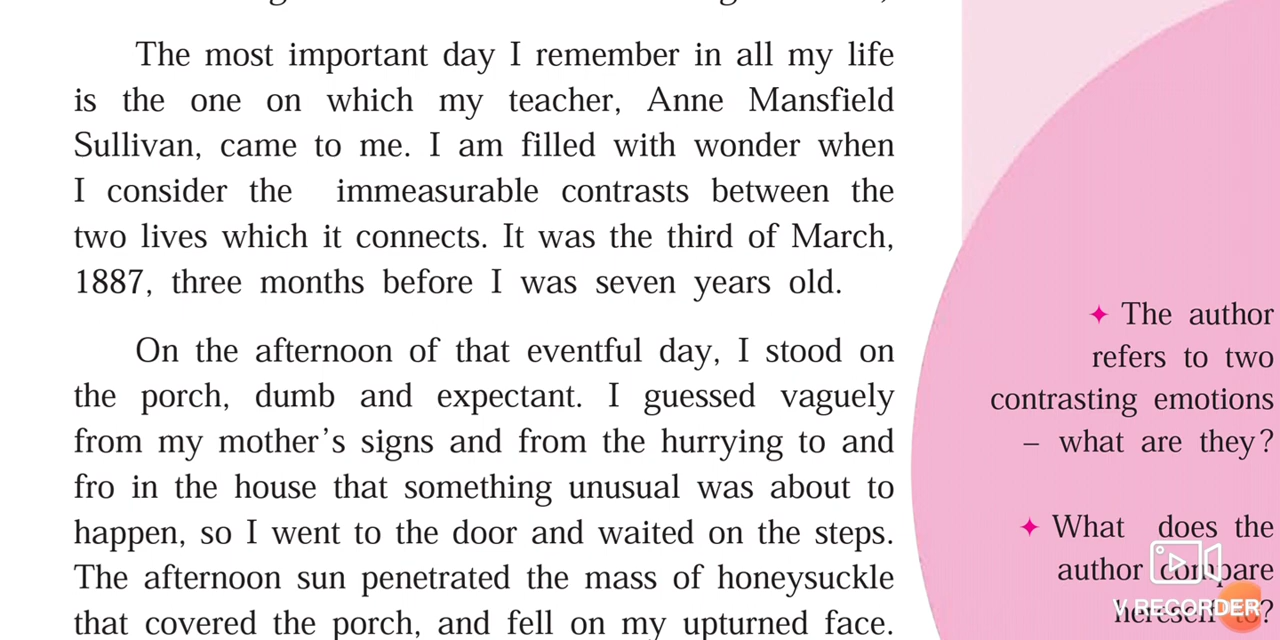 The most important day I remember in all my life
is the one on which my teacher, Anne Mansfield
Sullivan, came to me. I am filled with wonder when
I consider the immeasurable contrasts between the
two lives which it connects. It was the third of March,
1887, three months before I was seven years old.
On the afternoon of that eventful day, I stood on
the porch, dumb and expectant. I guessed vaguely
from my mother's signs and from the hurrying to and
fro in the house that something unusual was about to
happen, so I went to the door and waited on the steps.
The afternoon sun penetrated the mass of honeysuckle
that covered the porch, and fell on my upturned face.
✦ The author
refers to two
contrasting emotions
– what are they?
✦ What does the
author compare
herself to?
V RECORDER